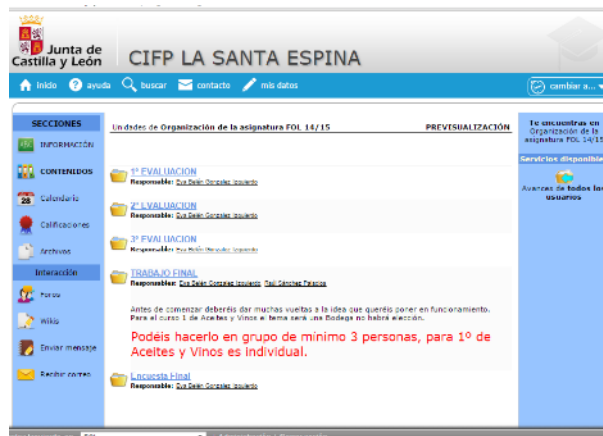 Junta de
Castilla y León
CIFP LA SANTA ESPINA
Inicio ayuda buscar contacto mis datos cambiar a...
SECCIONES
INFORMACIÓN
CONTENIDOS
Calendario
Calificaciones
Archivos
Interacción
Foros
Wikis
Enviar mensaje
Recibir correo
Unidades de Organización de la asignatura FOL 14/15 PREVISUALIZACIÓN
1ª EVALUACION
Responsable: Eva Belén Gonzalez Izquierdo
2ª EVALUACION
Responsable: Eva Belén Gonzalez Izquierdo
3ª EVALUACION
Responsable: Eva Belén Gonzalez Izquierdo
TRABAJO FINAL
Responsables: Eva Belén Gonzalez Izquierdo, Raúl Sánchez Palacios
Antes de comenzar deberéis dar muchas vueltas a la idea que queréis poner en funcionamiento.
Para el curso 1 de Aceites y Vinos el tema será una Bodega no habrá elección.
Podéis hacerlo en grupo de mínimo 3 personas, para 1º de
Aceites y Vinos es individual.
Encuesta Final
Responsable: Eva Belén Gonzalez Izquierdo
Te encuentras en
Organización de la
asignatura FOL 14/15
Servicios disponible
Avances de todos los
usuarios